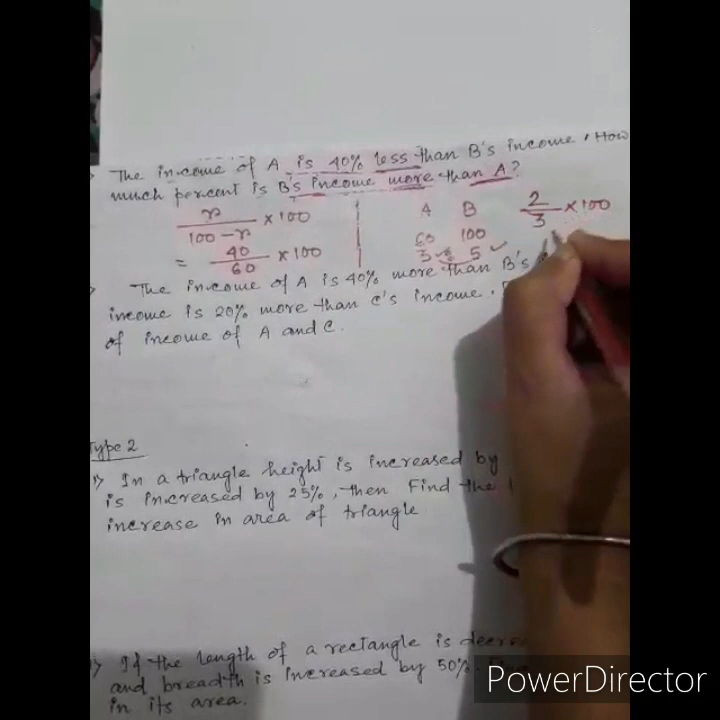 The income of A is 40% less than B's income. How
much percent is B's income more than A?
r/(100-r) × 100
A B
2/3 × 100
60 100
= 40/60 × 100
3 5 ✓
The income of A is 40% more than B's
income is 20% more than C's income.
of income of A and C.
Type 2
1) In a triangle height is increased by
is increased by 25%, then Find the
increase in area of triangle
If the length of a rectangle is
and breadth is increased by 50%.
in its area.
PowerDirector